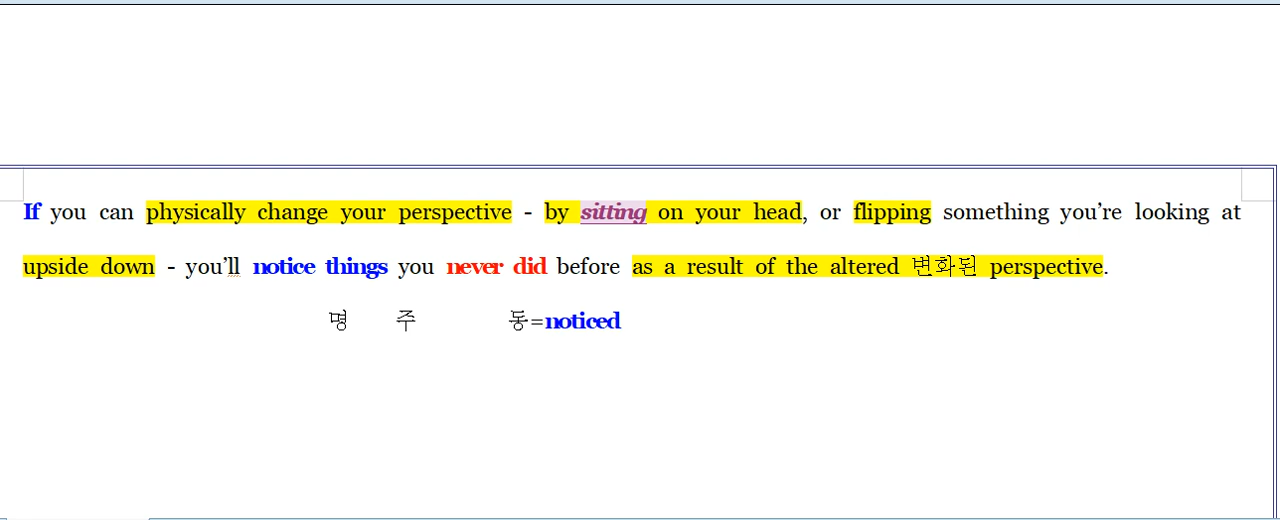 If you can physically change your perspective - by sitting on your head, or flipping something you’re looking at
upside down - you’ll notice things you never did before as a result of the altered 변화된 perspective.
명 주 동=noticed